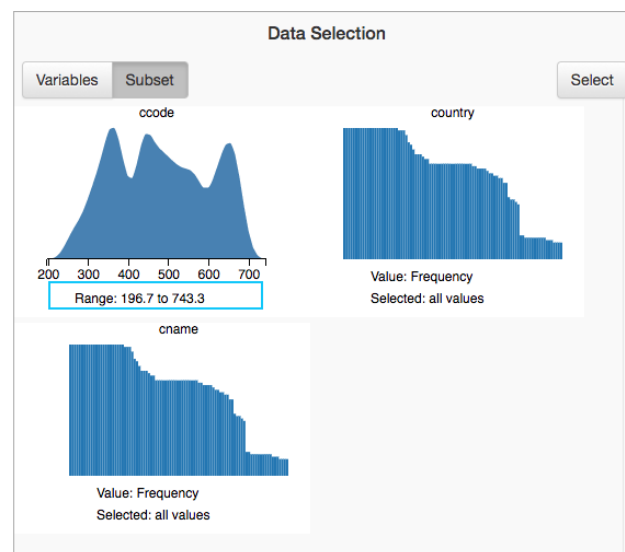 Data Selection
Variables Subset Select
ccode
200 300 400 500 600 700
Range: 196.7 to 743.3
country
Value: Frequency
Selected: all values
cname
Value: Frequency
Selected: all values